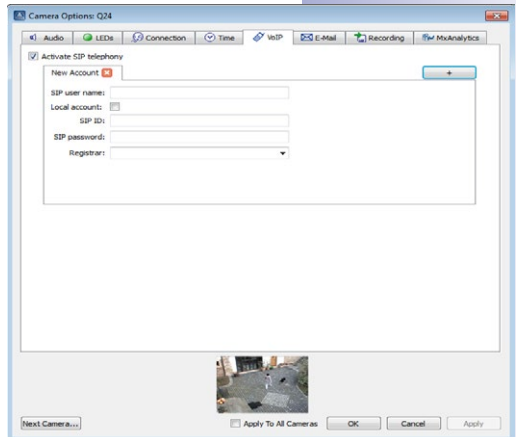 Camera Options: Q24
Audio LEDs Connection Time VoIP E-Mail Recording MxAnalytics
Activate SIP telephony
New Account +
SIP user name:
Local account:
SIP ID:
SIP password:
Registrar:
Next Camera... Apply To All Cameras OK Cancel Apply